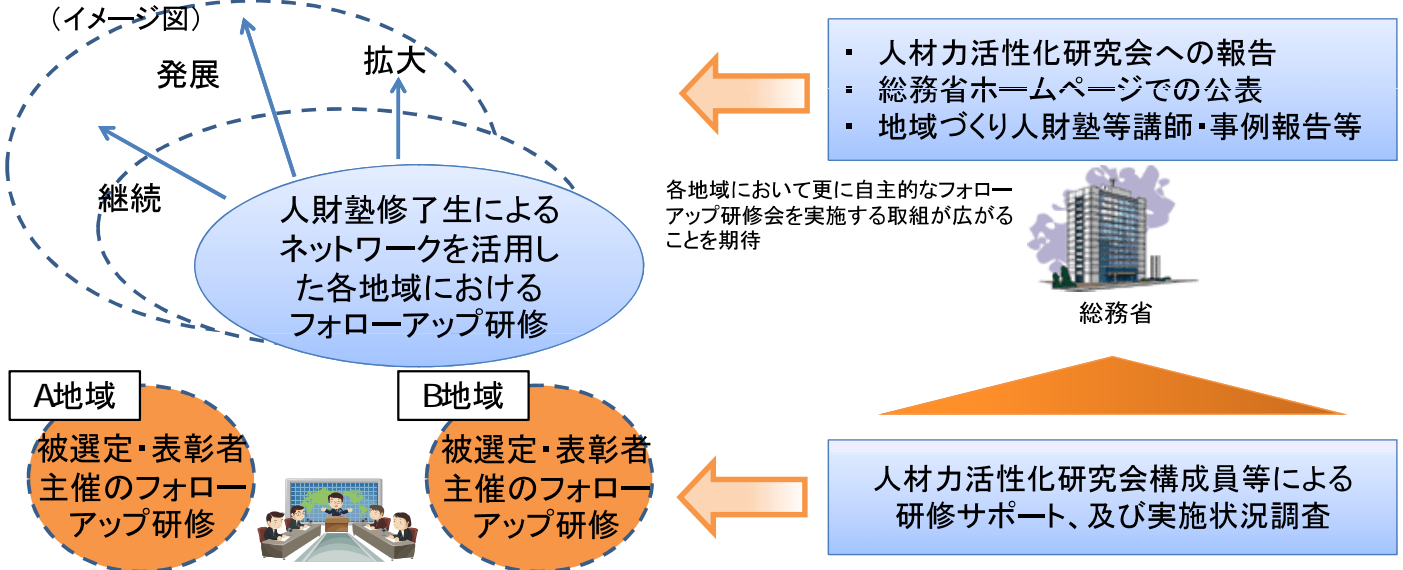 （イメージ図）
発展
拡大
継続
人財塾修了生による
ネットワークを活用し
た各地域における
フォローアップ研修
・ 人材力活性化研究会への報告
・ 総務省ホームページでの公表
・ 地域づくり人財塾等講師・事例報告等
各地域において更に自主的なフォロー
アップ研修会を実施する取組が広がる
ことを期待
総務省
A地域
被選定・表彰者
主催のフォロー
アップ研修
B地域
被選定・表彰者
主催のフォロー
アップ研修
人材力活性化研究会構成員等による
研修サポート、及び実施状況調査